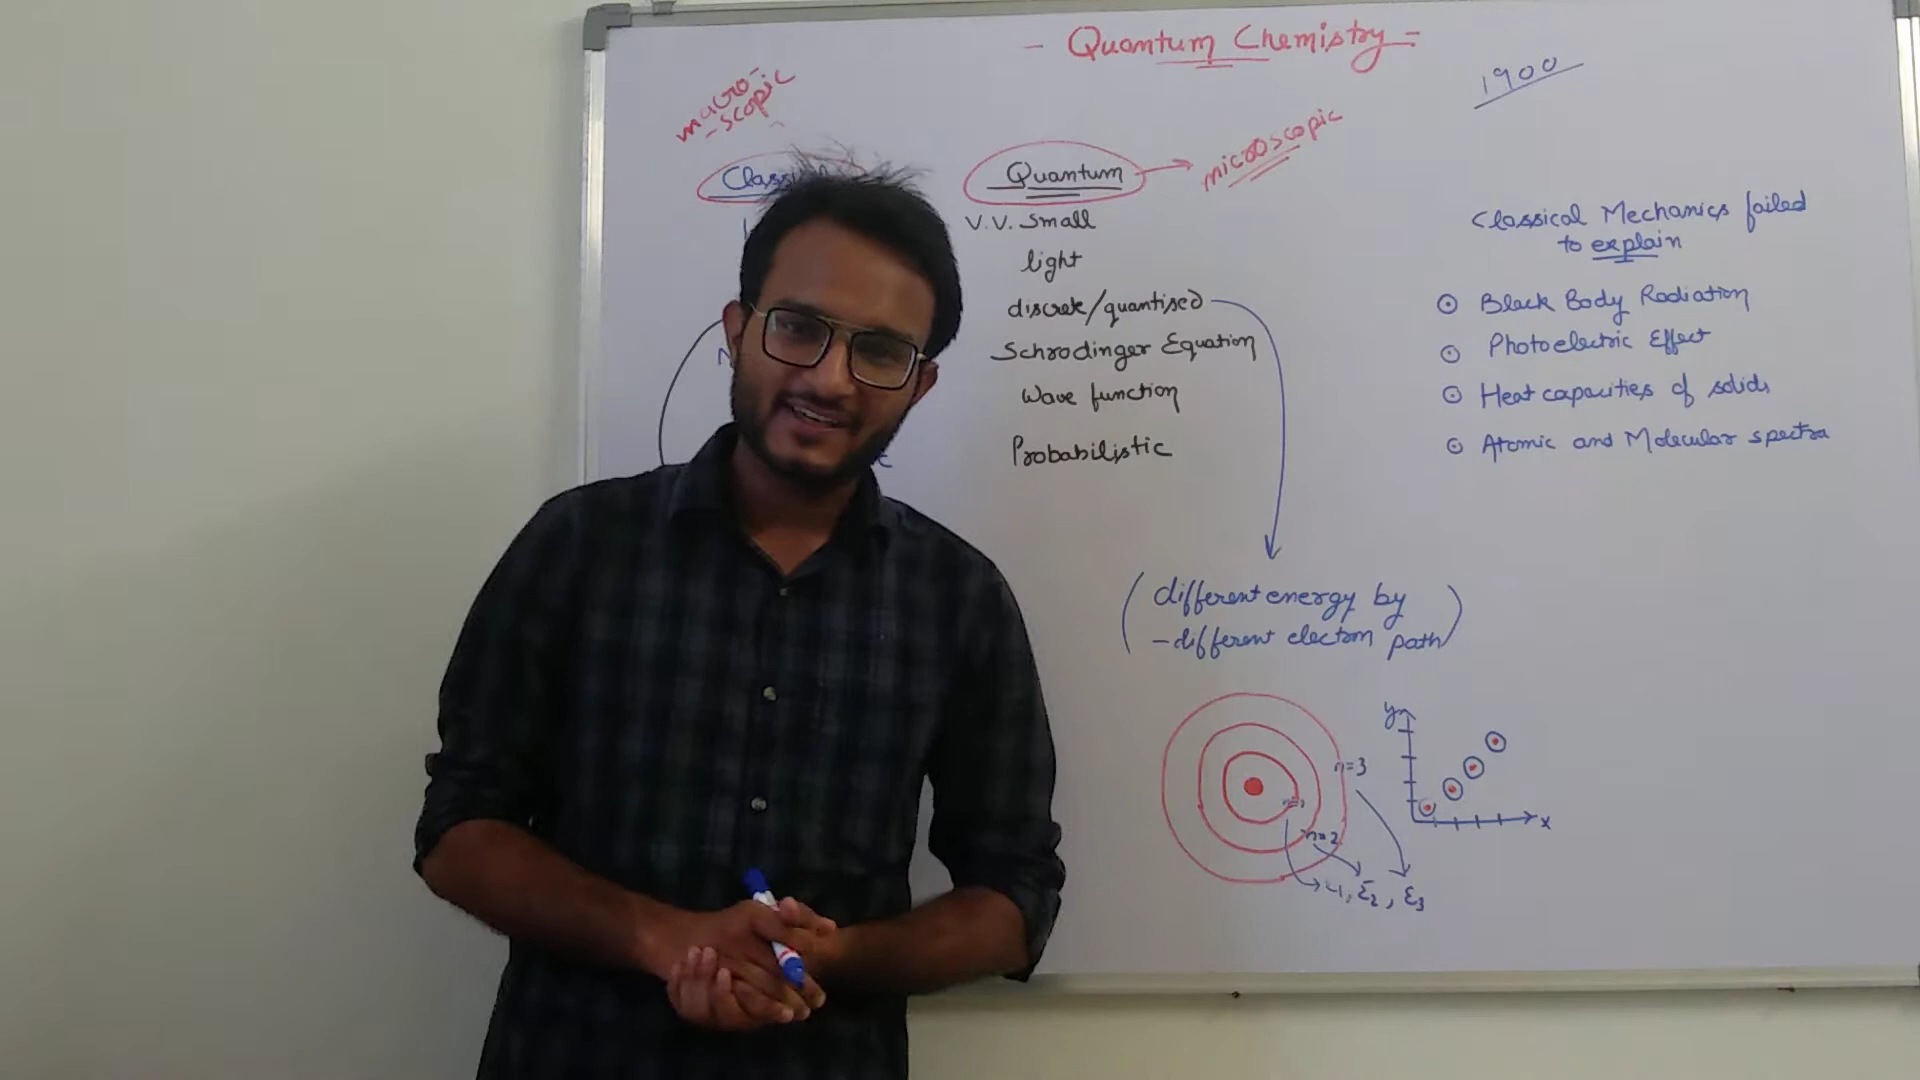 - Quantum Chemistry =
1900
macro-
-scopic
Quantum
microscopic
V.V. Small
light
discrete/quantised
Schrodinger Equation
Wave function
Probabilistic
Classical Mechanics failed
to explain
Black Body Radiation
Photoelectric Effect
Heat capacities of solids
Atomic and Molecular spectra
(different energy by
-different electron path)
n=3
n=2
y
x
E2, E3